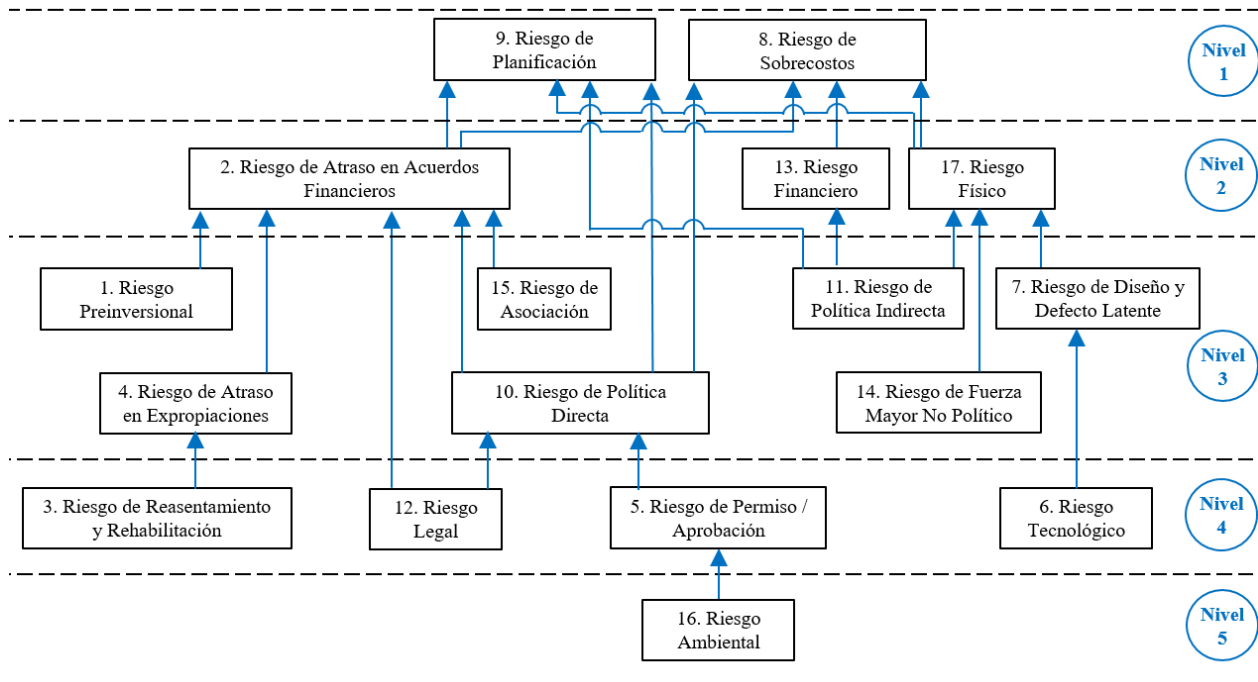 9. Riesgo de
Planificación
8. Riesgo de
Sobrecostos
Nivel
1
2. Riesgo de Atraso en Acuerdos
Financieros
13. Riesgo
Financiero
17. Riesgo
Físico
Nivel
2
1. Riesgo
Preinversional
15. Riesgo de
Asociación
11. Riesgo de
Política Indirecta
7. Riesgo de Diseño y
Defecto Latente
Nivel
3
4. Riesgo de Atraso
en Expropiaciones
10. Riesgo de Política
Directa
14. Riesgo de Fuerza
Mayor No Político
3. Riesgo de Reasentamiento
y Rehabilitación
12. Riesgo
Legal
5. Riesgo de Permiso /
Aprobación
6. Riesgo
Tecnológico
Nivel
4
16. Riesgo
Ambiental
Nivel
5